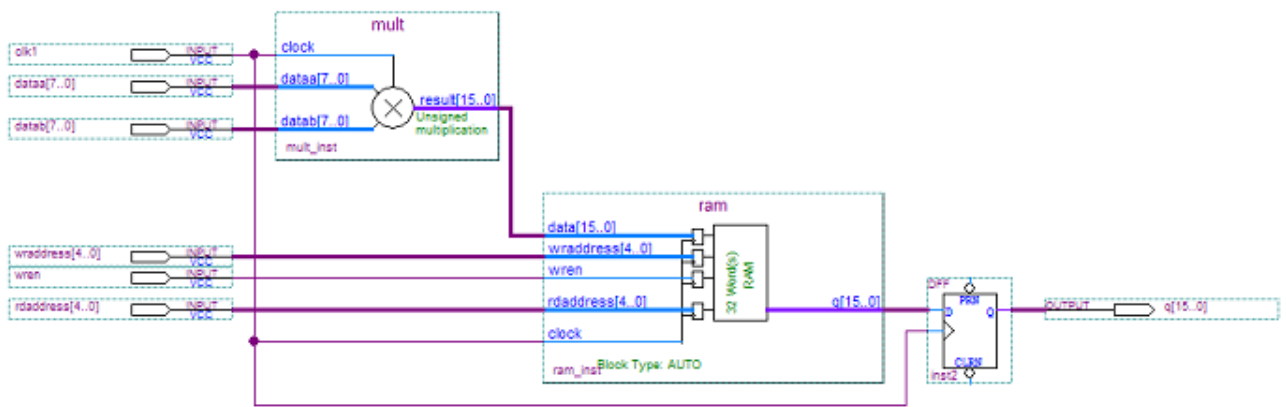 mult
clk1 INPUT VCC clock
dataa[7..0] INPUT VCC dataa[7..0]
result[15..0]
datab[7..0] INPUT VCC datab[7..0]
Unsigned
multiplication
mult_inst
ram
data[15..0]
wraddress[4..0] INPUT VCC wraddress[4..0]
wren INPUT VCC wren
32 Word(s)
RAM
rdaddress[4..0] INPUT VCC rdaddress[4..0] q[15..0]
clock
Block Type: AUTO
ram_inst
DFF
PRN
D Q
CLRN
inst2
OUTPUT q[15..0]